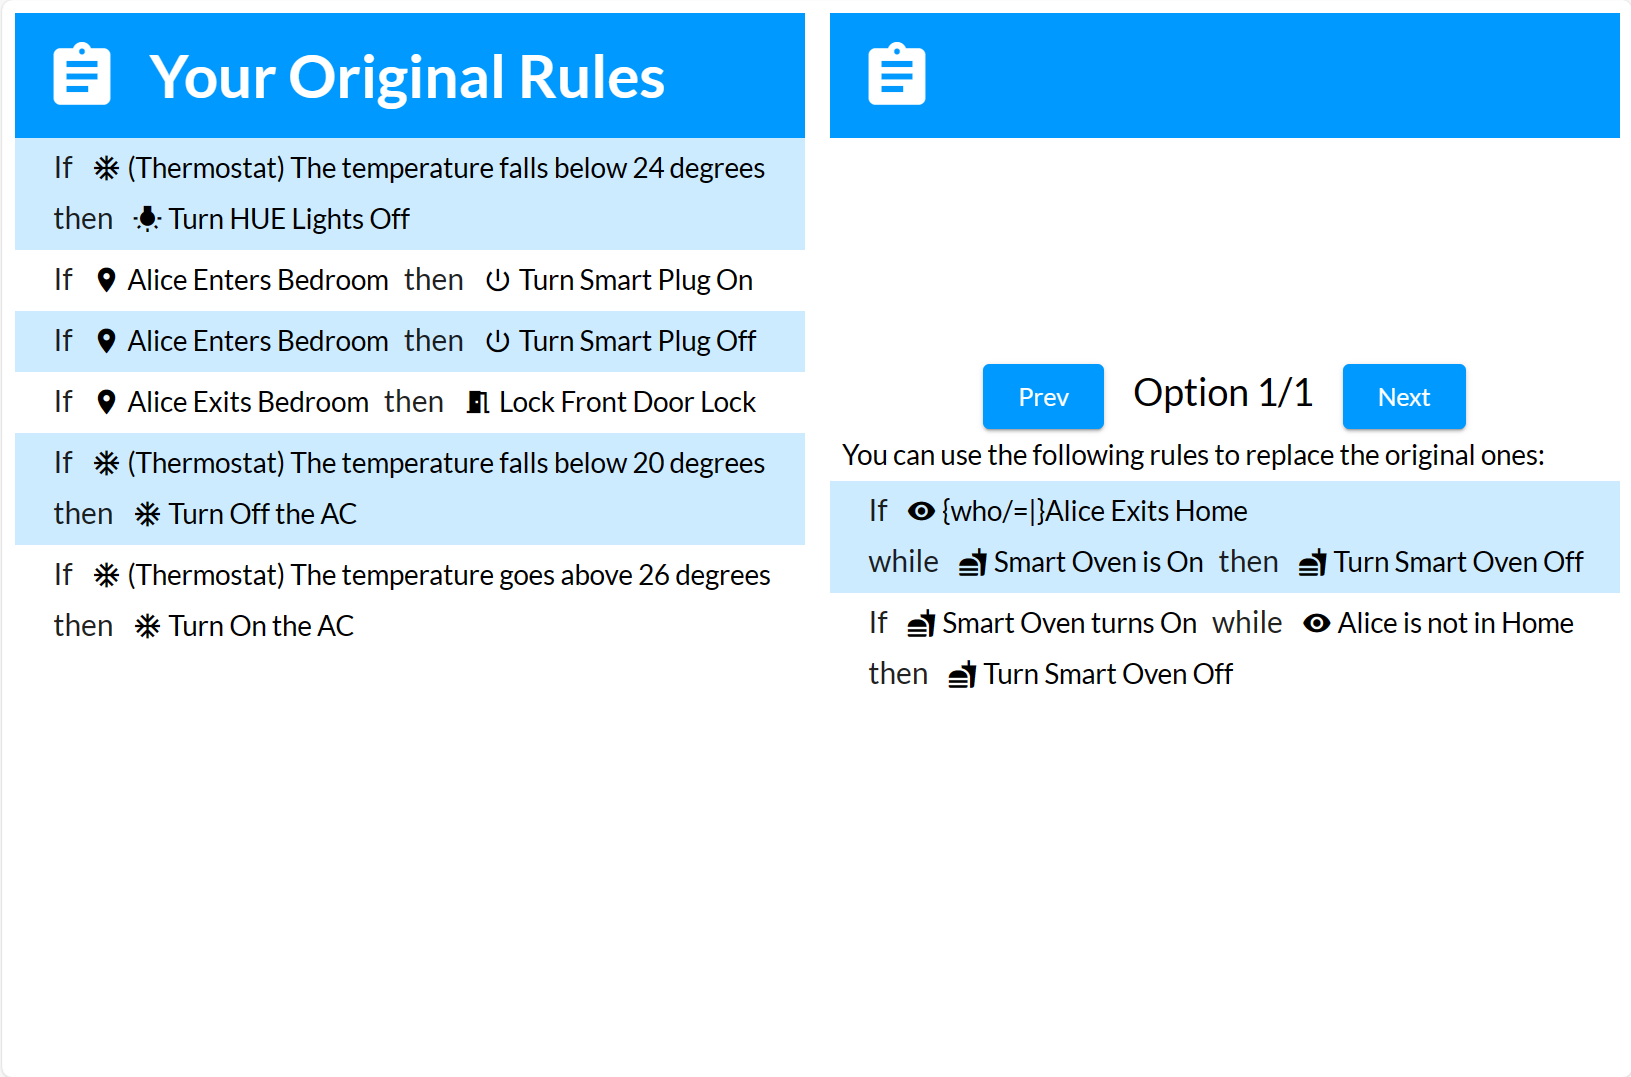 Your Original Rules
If (Thermostat) The temperature falls below 24 degrees
then Turn HUE Lights Off
If Alice Enters Bedroom then Turn Smart Plug On
If Alice Enters Bedroom then Turn Smart Plug Off
If Alice Exits Bedroom then Lock Front Door Lock
If (Thermostat) The temperature falls below 20 degrees
then Turn Off the AC
If (Thermostat) The temperature goes above 26 degrees
then Turn On the AC
Prev Option 1/1 Next
You can use the following rules to replace the original ones:
If {who/=|}Alice Exits Home
while Smart Oven is On then Turn Smart Oven Off
If Smart Oven turns On while Alice is not in Home
then Turn Smart Oven Off